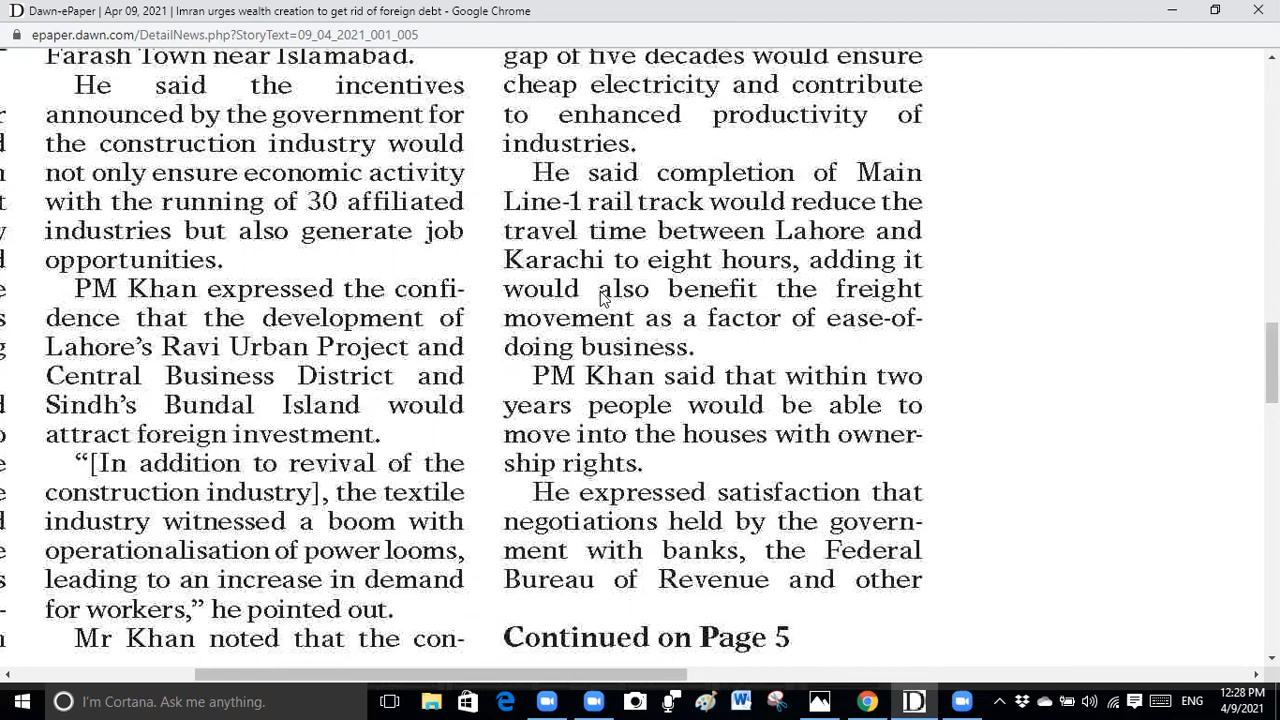 Dawn-ePaper | Apr 09, 2021 | Imran urges wealth creation to get rid of foreign debt - Google Chrome
epaper.dawn.com/DetailNews.php?StoryText=09_04_2021_001_005
Farash Town near Islamabad.
He said the incentives
announced by the government for
the construction industry would
not only ensure economic activity
with the running of 30 affiliated
industries but also generate job
opportunities.
PM Khan expressed the confi-
dence that the development of
Lahore's Ravi Urban Project and
Central Business District and
Sindh's Bundal Island would
attract foreign investment.
"[In addition to revival of the
construction industry], the textile
industry witnessed a boom with
operationalisation of power looms,
leading to an increase in demand
for workers," he pointed out.
Mr Khan noted that the con-
gap of five decades would ensure
cheap electricity and contribute
to enhanced productivity of
industries.
He said completion of Main
Line-1 rail track would reduce the
travel time between Lahore and
Karachi to eight hours, adding it
would also benefit the freight
movement as a factor of ease-of-
doing business.
PM Khan said that within two
years people would be able to
move into the houses with owner-
ship rights.
He expressed satisfaction that
negotiations held by the govern-
ment with banks, the Federal
Bureau of Revenue and other
Continued on Page 5
I'm Cortana. Ask me anything.
ENG
12:28 PM
4/9/2021